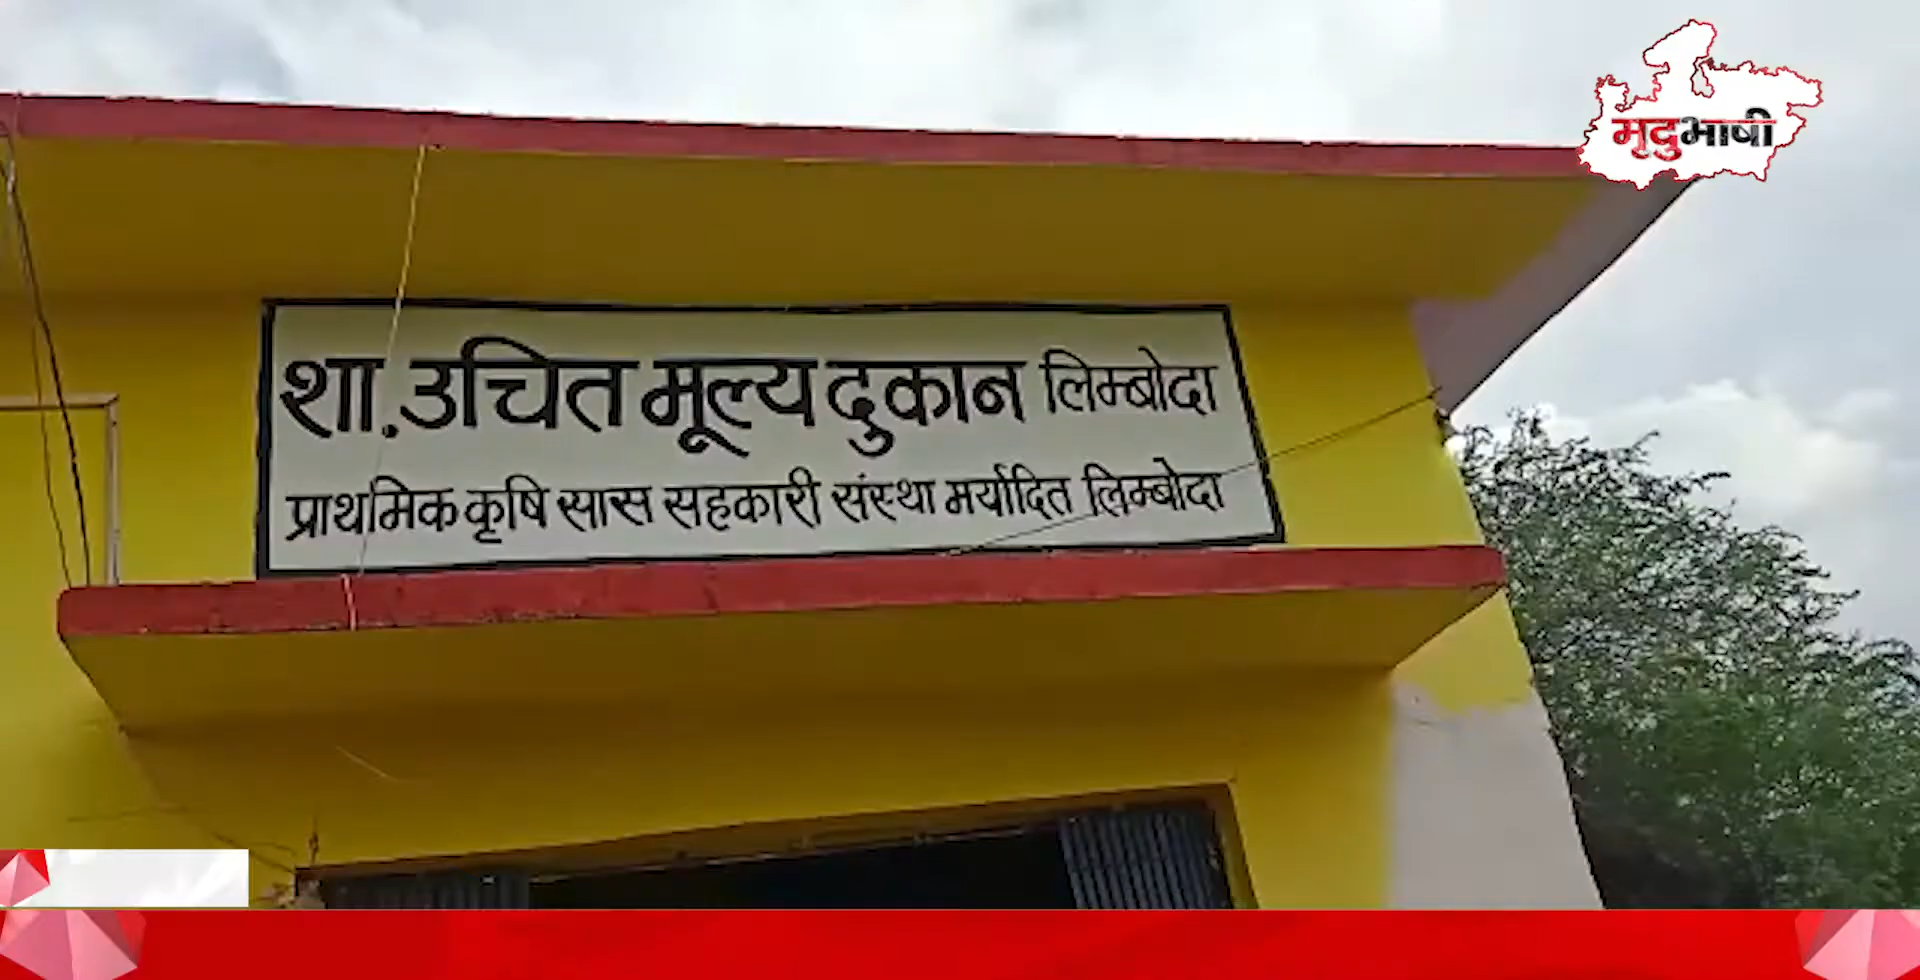 मृदुभाषी
शा. उचित मूल्य दुकान लिम्बोदा
प्राथमिक कृषि सास सहकारी संस्था मर्यादित लिम्बोदा